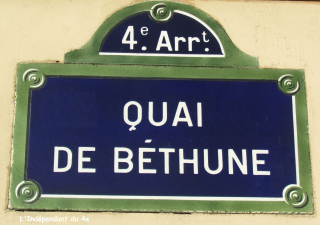 4e. Arrt.
QUAI
DE BÉTHUNE
L'Indépendant du 4e